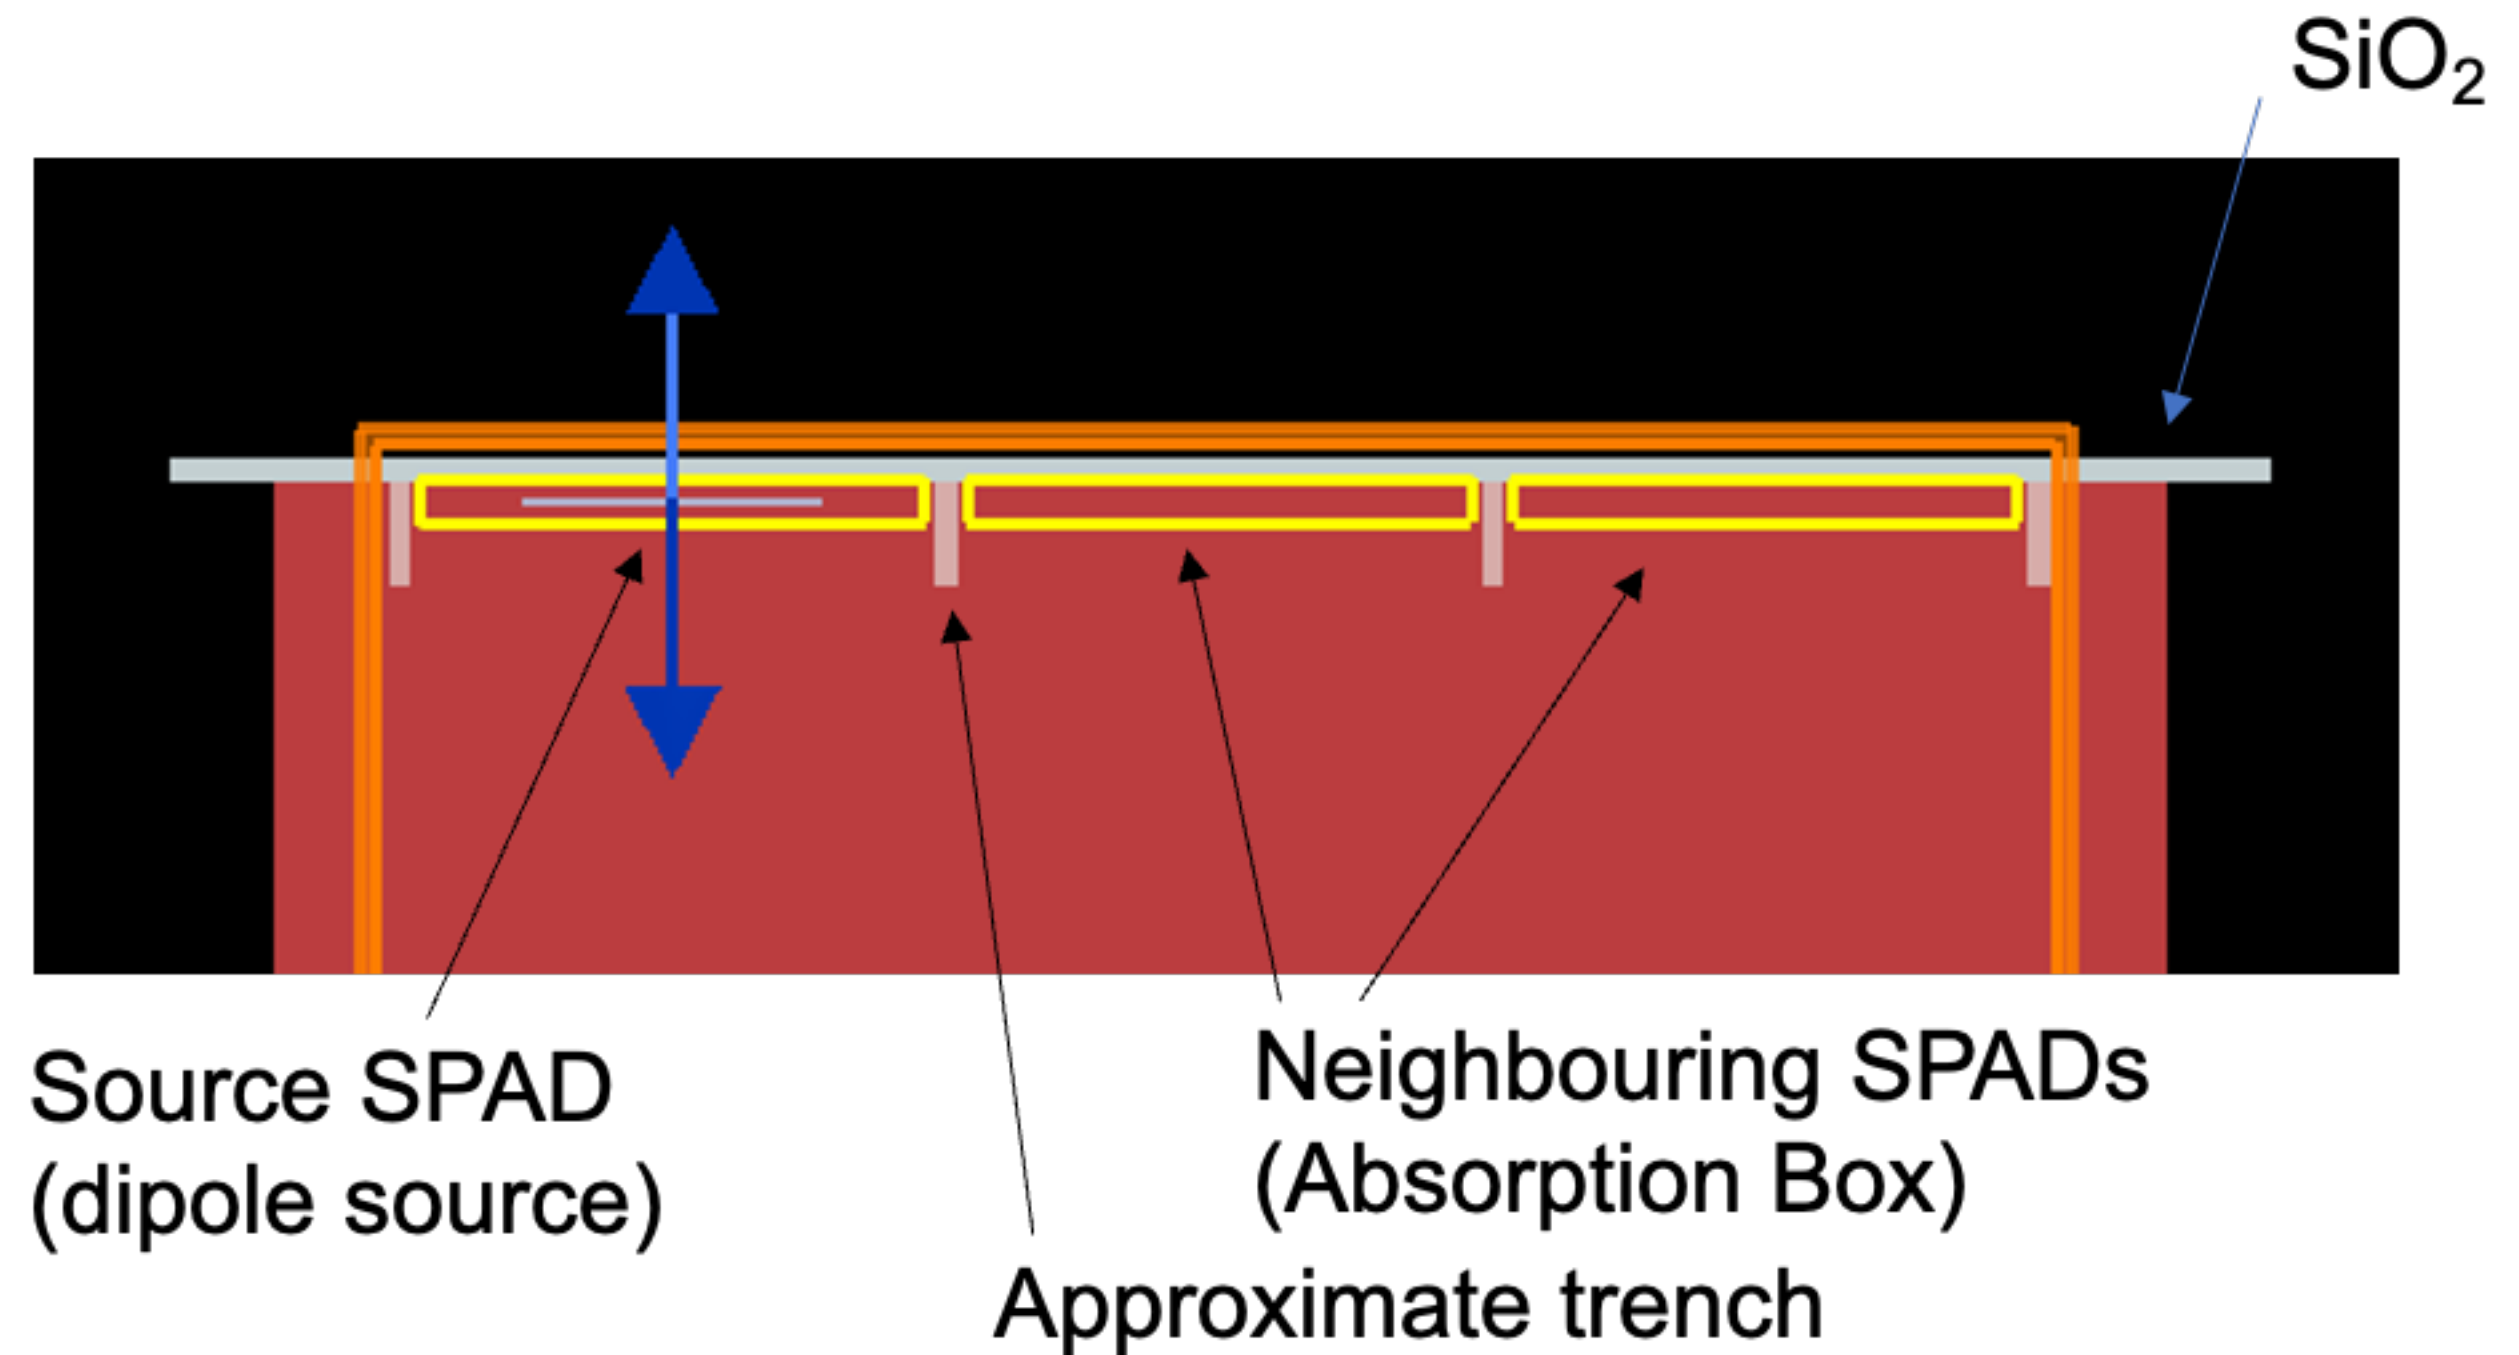 SiO₂
Source SPAD
(dipole source)
Neighbouring SPADs
(Absorption Box)
Approximate trench